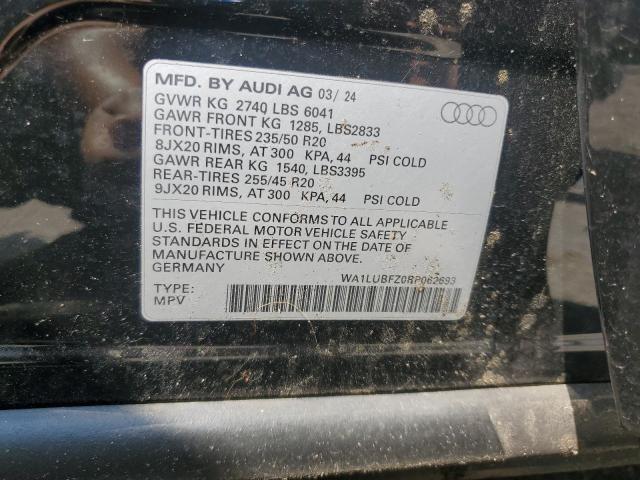 MFD. BY AUDI AG 03/ 24
GVWR KG 2740 LBS 6041
GAWR FRONT KG 1285, LBS2833
FRONT-TIRES 235/50 R20
8JX20 RIMS, AT 300 KPA, 44 PSI COLD
GAWR REAR KG 1540, LBS3395
REAR-TIRES 255/45 R20
9JX20 RIMS, AT 300 KPA, 44 PSI COLD
THIS VEHICLE CONFORMS TO ALL APPLICABLE
U.S. FEDERAL MOTOR VEHICLE SAFETY
STANDARDS IN EFFECT ON THE DATE OF
MANUFACTURE SHOWN ABOVE.
GERMANY
WA1LUBFZ0RP062693
TYPE:
MPV